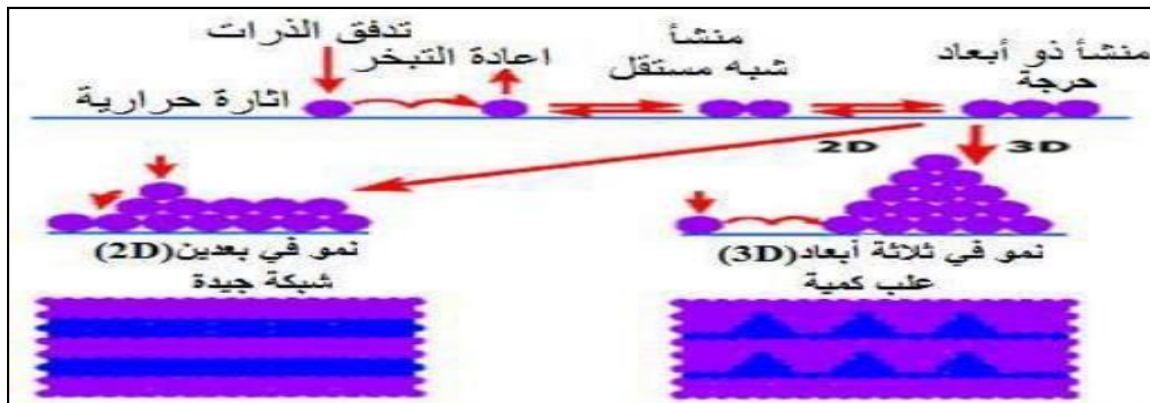 تدفق الذرات
اعادة التبخر
منشأ
شبه مستقل
منشأ ذو أبعاد
حرجة
اثارة حرارية
2D
3D
نمو في بعدين(2D)
شبكة جيدة
نمو في ثلاثة أبعاد(3D)
علب كمية